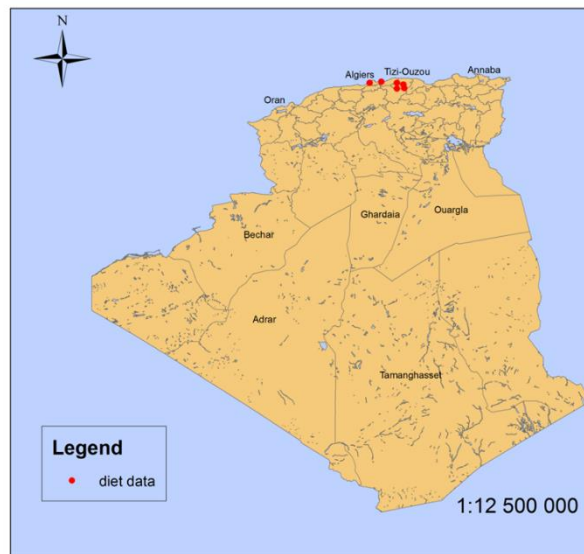 N
Algiers
Tizi-Ouzou
Annaba
Oran
Ghardaia
Ouargla
Bechar
Adrar
Tamanghasset
Legend
diet data
1:12 500 000